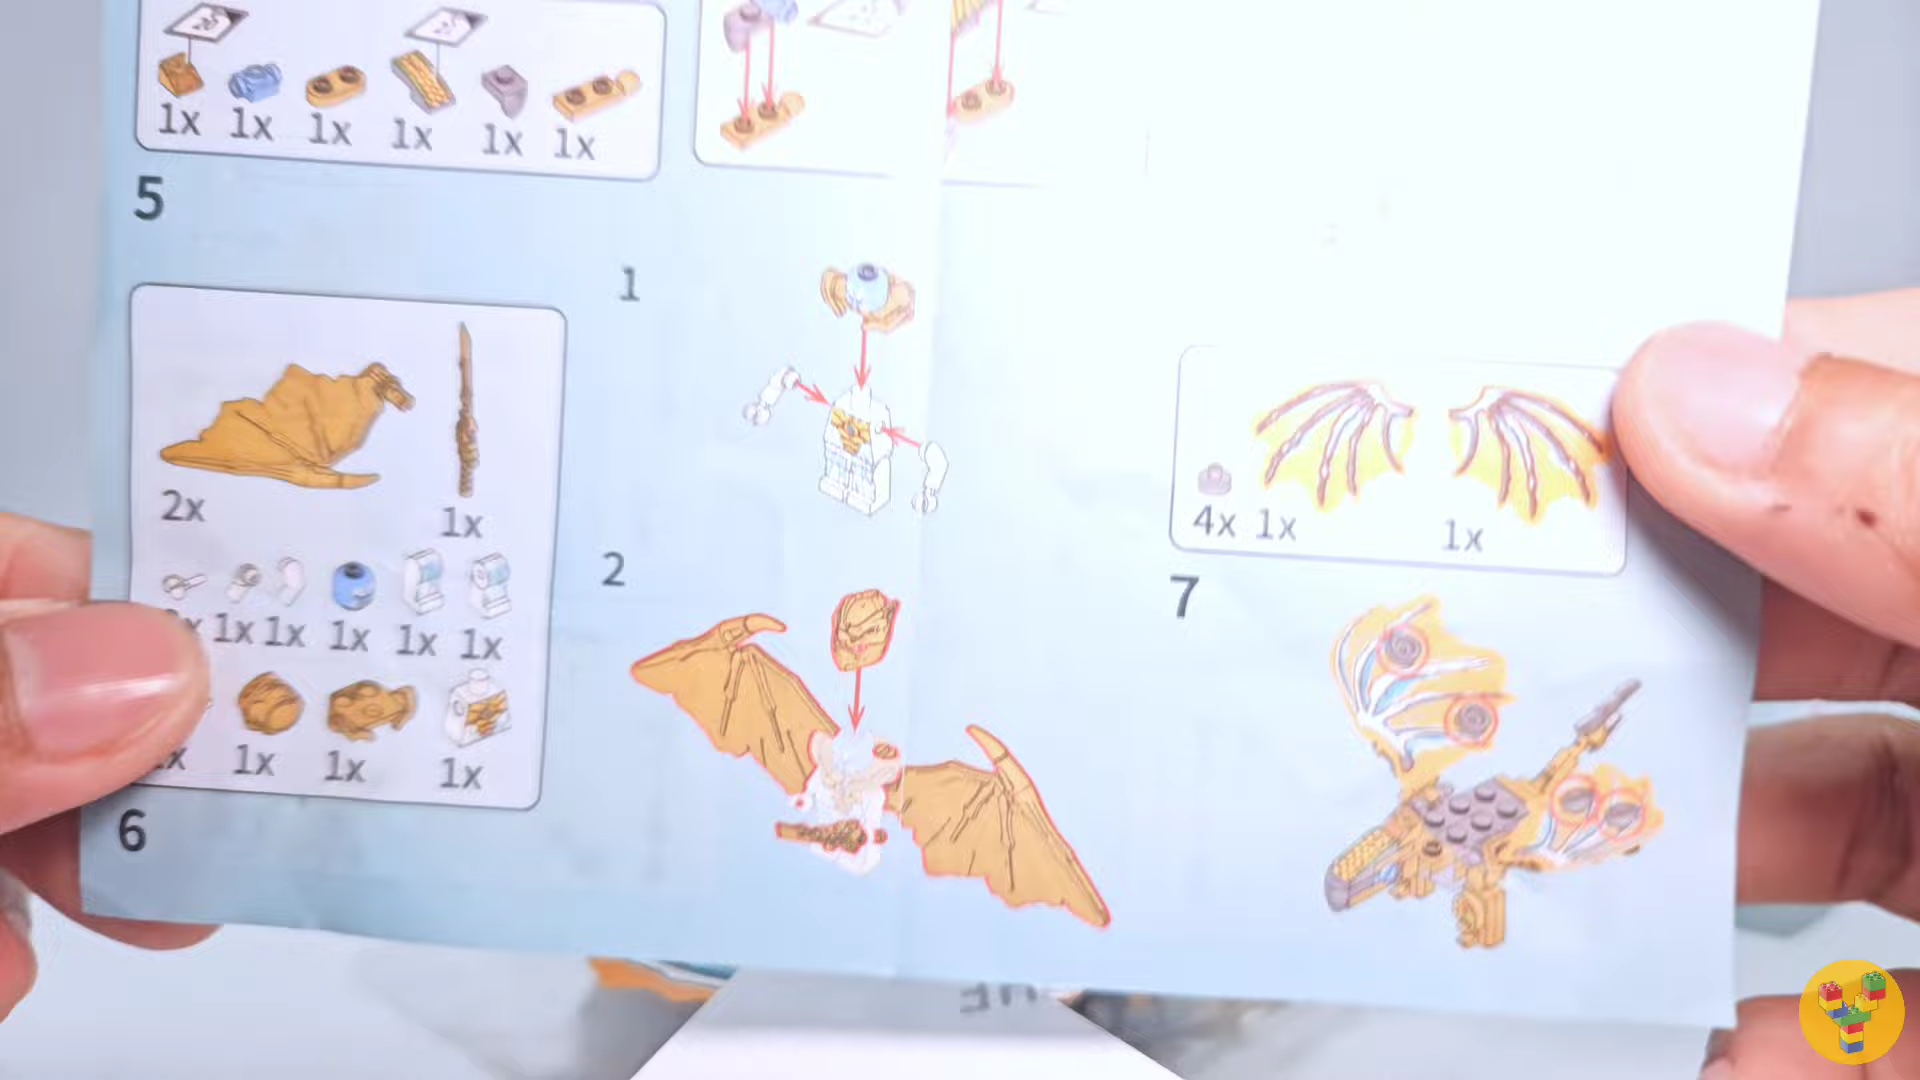 1x 1x 1x 1x 1x 1x
5
1
2x 1x
1x 1x 1x 1x 1x
1x 1x 1x
6
2
4x 1x 1x
7